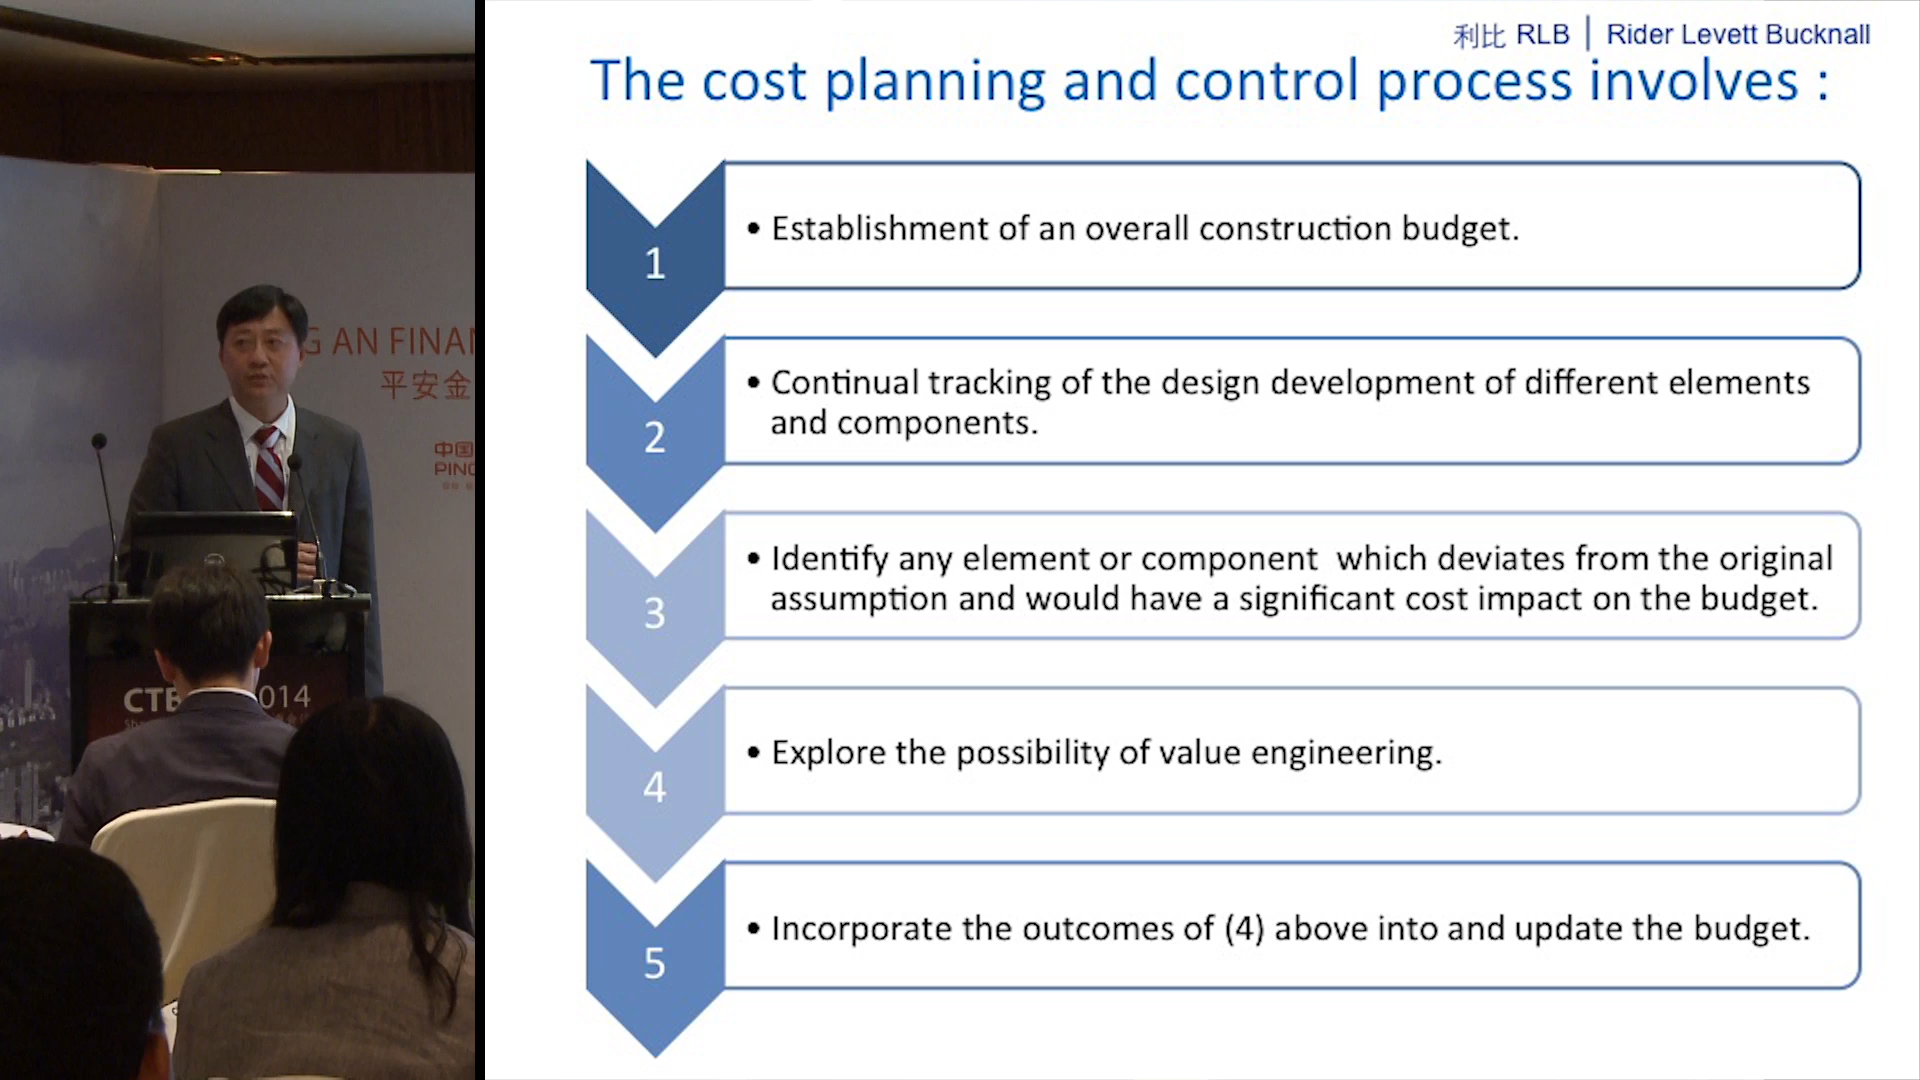 利比 RLB | Rider Levett Bucknall
The cost planning and control process involves :
1
• Establishment of an overall construction budget.
2
• Continual tracking of the design development of different elements
and components.
3
• Identify any element or component  which deviates from the original
assumption and would have a significant cost impact on the budget.
4
• Explore the possibility of value engineering.
5
• Incorporate the outcomes of (4) above into and update the budget.
G AN FINAN
平安金
中国
PING
CTB
014